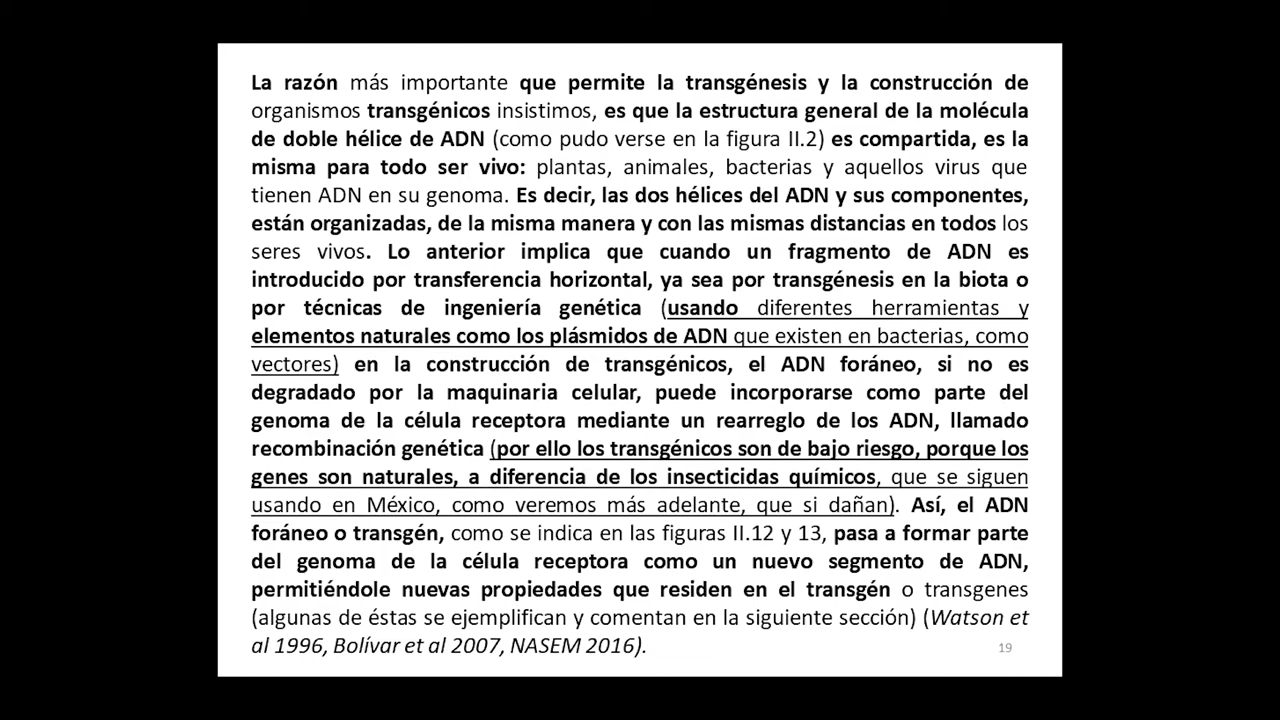 La razón más importante que permite la transgénesis y la construcción de
organismos transgénicos insistimos, es que la estructura general de la molécula
de doble hélice de ADN (como pudo verse en la figura II.2) es compartida, es la
misma para todo ser vivo: plantas, animales, bacterias y aquellos virus que
tienen ADN en su genoma. Es decir, las dos hélices del ADN y sus componentes,
están organizadas, de la misma manera y con las mismas distancias en todos los
seres vivos. Lo anterior implica que cuando un fragmento de ADN es
introducido por transferencia horizontal, ya sea por transgénesis en la biota o
por técnicas de ingeniería genética (usando diferentes herramientas y
elementos naturales como los plásmidos de ADN que existen en bacterias, como
vectores) en la construcción de transgénicos, el ADN foráneo, si no es
degradado por la maquinaria celular, puede incorporarse como parte del
genoma de la célula receptora mediante un rearreglo de los ADN, llamado
recombinación genética (por ello los transgénicos son de bajo riesgo, porque los
genes son naturales, a diferencia de los insecticidas químicos, que se siguen
usando en México, como veremos más adelante, que si dañan). Así, el ADN
foráneo o transgén, como se indica en las figuras II.12 y 13, pasa a formar parte
del genoma de la célula receptora como un nuevo segmento de ADN,
permitiéndole nuevas propiedades que residen en el transgén o transgenes
(algunas de éstas se ejemplifican y comentan en la siguiente sección) (Watson et
al 1996, Bolívar et al 2007, NASEM 2016).
19